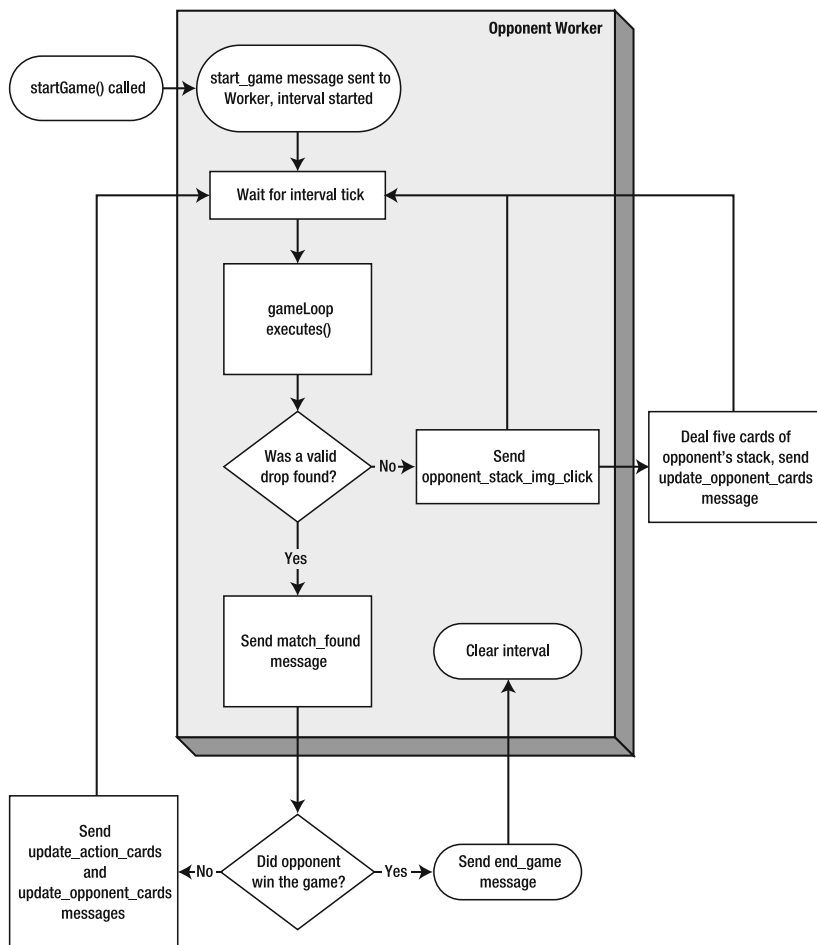 Opponent Worker
startGame() called
start_game message sent to
Worker, interval started
Wait for interval tick
gameLoop
executes()
Was a valid
drop found?
No
Send
opponent_stack_img_click
Deal five cards of
opponent’s stack, send
update_opponent_cards
message
Yes
Send match_found
message
Clear interval
Did opponent
win the game?
No
Send
update_action_cards
and
update_opponent_cards
messages
Yes
Send end_game
message